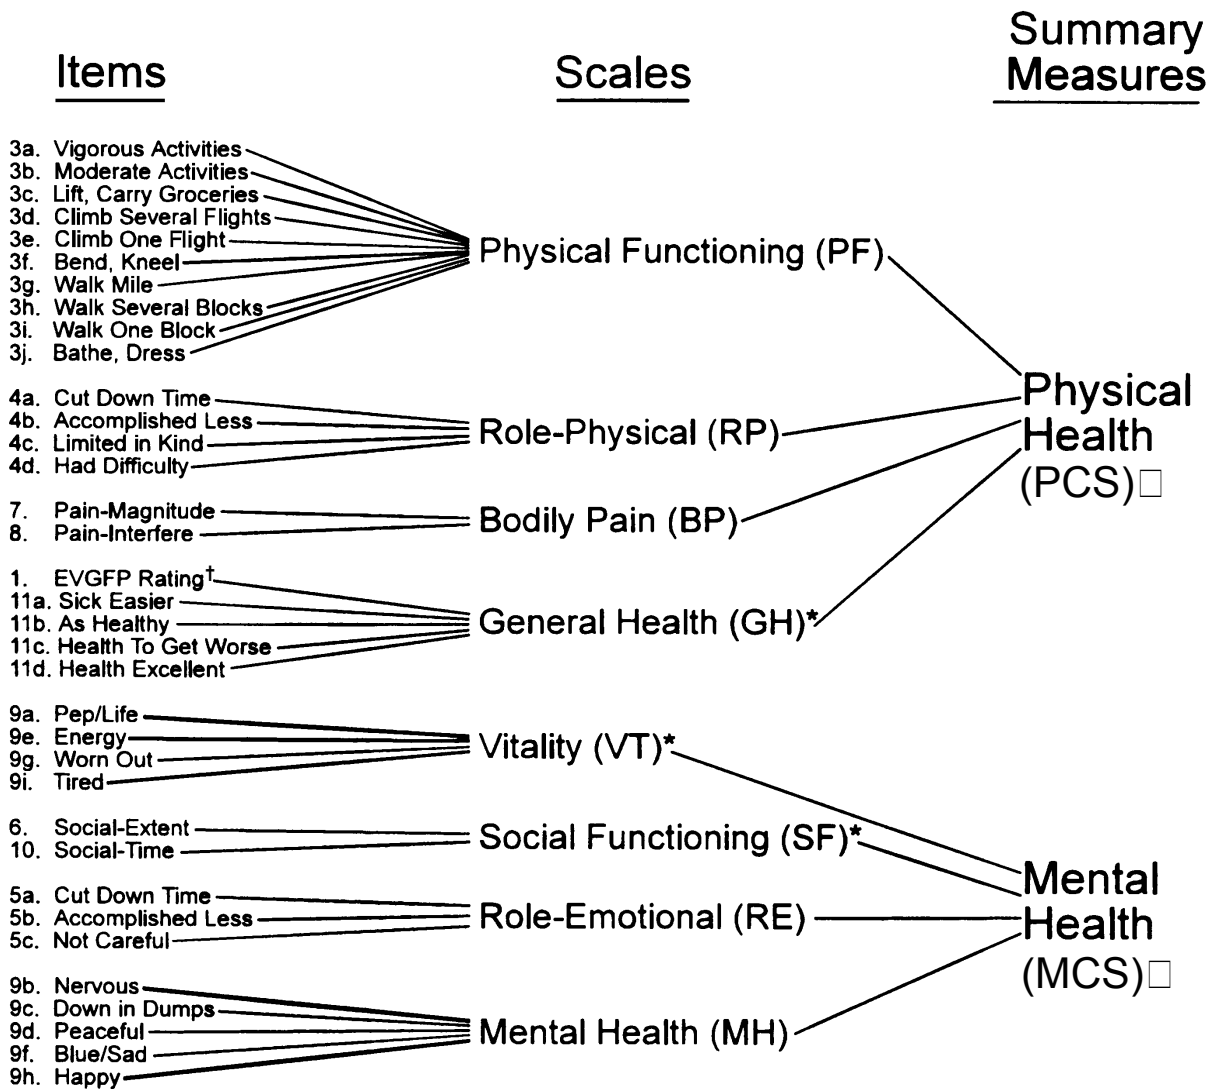 Items
Scales
Summary
Measures
3a. Vigorous Activities
3b. Moderate Activities
3c. Lift, Carry Groceries
3d. Climb Several Flights
3e. Climb One Flight
3f. Bend, Kneel
3g. Walk Mile
3h. Walk Several Blocks
3i. Walk One Block
3j. Bathe, Dress
Physical Functioning (PF)
4a. Cut Down Time
4b. Accomplished Less
4c. Limited in Kind
4d. Had Difficulty
Role-Physical (RP)
7. Pain-Magnitude
8. Pain-Interfere
Bodily Pain (BP)
1. EVGFP Rating†
11a. Sick Easier
11b. As Healthy
11c. Health To Get Worse
11d. Health Excellent
General Health (GH)*
Physical
Health
(PCS)□
9a. Pep/Life
9e. Energy
9g. Worn Out
9i. Tired
Vitality (VT)*
6. Social-Extent
10. Social-Time
Social Functioning (SF)*
5a. Cut Down Time
5b. Accomplished Less
5c. Not Careful
Role-Emotional (RE)
9b. Nervous
9c. Down in Dumps
9d. Peaceful
9f. Blue/Sad
9h. Happy
Mental Health (MH)
Mental
Health
(MCS)□